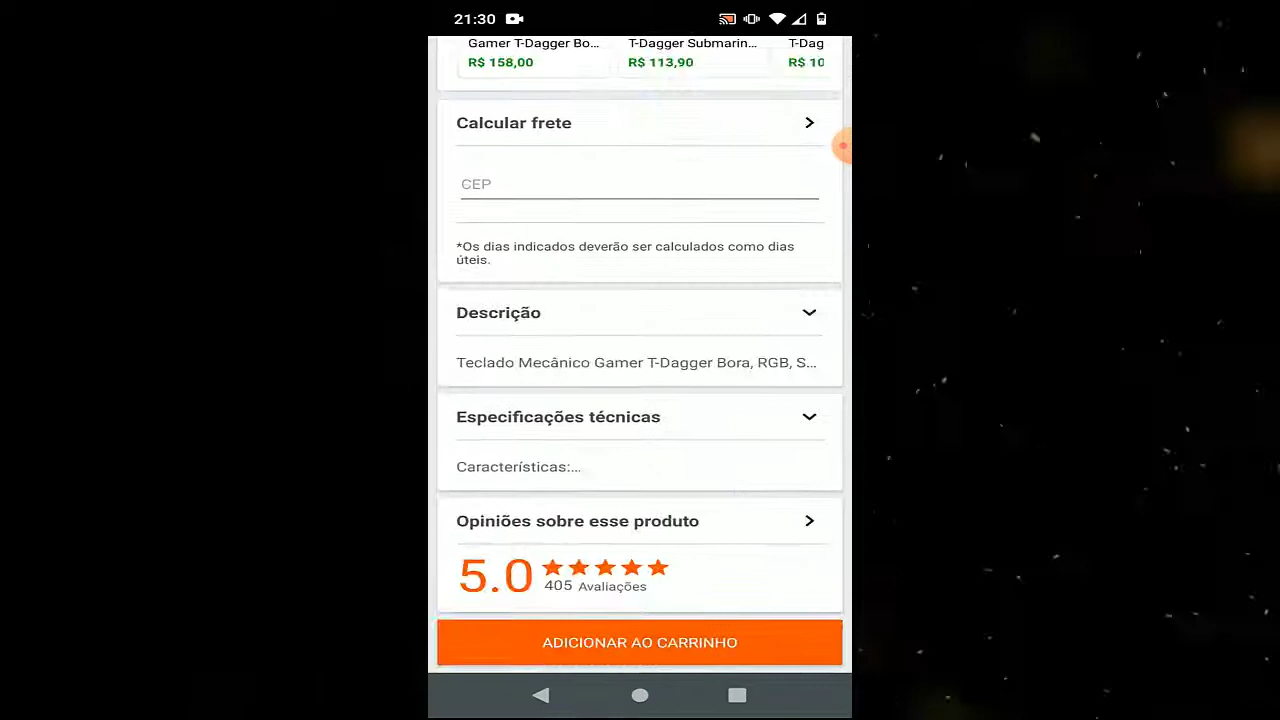 21:30
Gamer T-Dagger Bo... T-Dagger Submarin... T-Dag
R$ 158,00 R$ 113,90 R$ 10
Calcular frete
CEP
*Os dias indicados deverão ser calculados como dias
úteis.
Descrição
Teclado Mecânico Gamer T-Dagger Bora, RGB, S...
Especificações técnicas
Características:...
Opiniões sobre esse produto
5.0
405 Avaliações
ADICIONAR AO CARRINHO